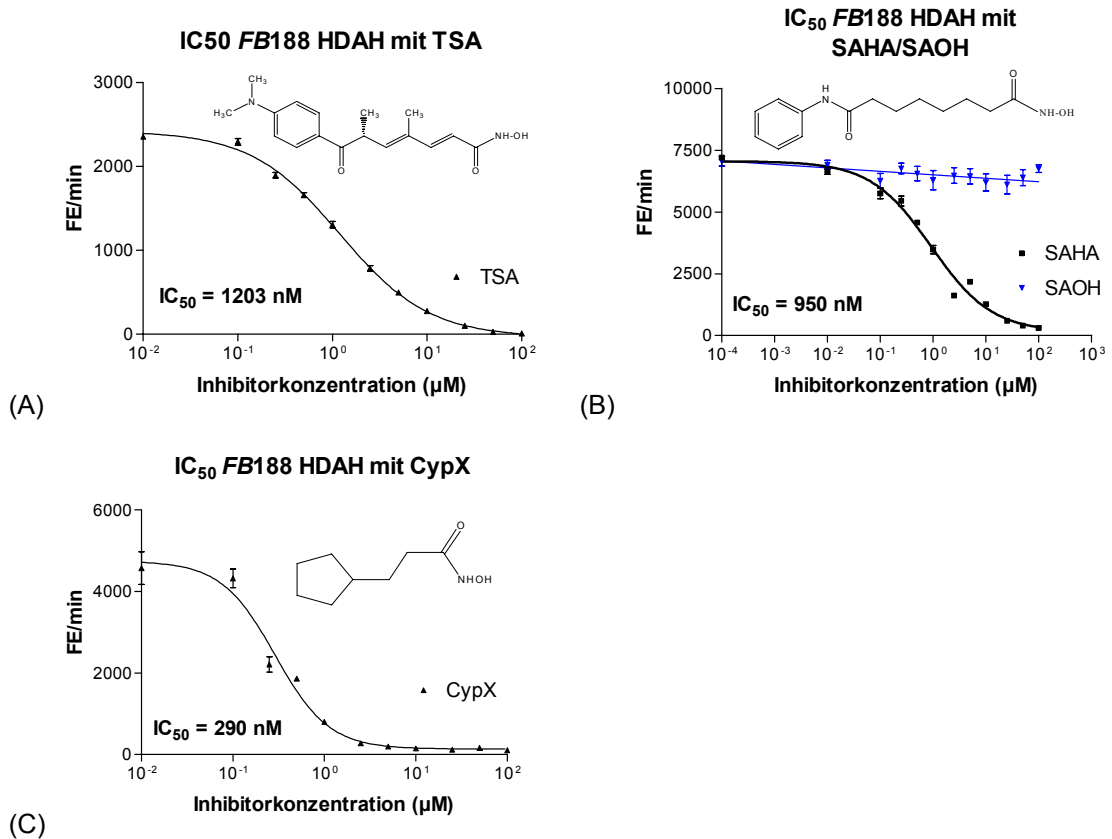 IC50 FB188 HDAH mit TSA
3000
2000
1000
0
FE/min
10⁻² 10⁻¹ 10⁰ 10¹ 10²
Inhibitorkonzentration (µM)
IC₅₀ = 1203 nM
TSA
CH₃
N
H₃C
CH₃
CH₃
O
O
NH-OH
(A)
IC₅₀ FB188 HDAH mit
SAHA/SAOH
10000
7500
5000
2500
0
FE/min
H
N
O
O
NH-OH
SAHA
SAOH
IC₅₀ = 950 nM
10⁻⁴ 10⁻² 10⁻¹ 10⁰ 10¹ 10² 10³
Inhibitorkonzentration (µM)
(B)
IC₅₀ FB188 HDAH mit CypX
6000
4000
2000
0
FE/min
O
NHOH
CypX
IC₅₀ = 290 nM
10⁻² 10⁻¹ 10⁰ 10¹ 10²
Inhibitorkonzentration (µM)
(C)